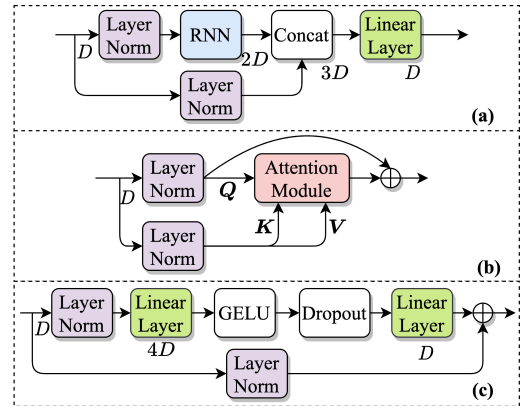 Layer
Norm
RNN
Concat
Linear
Layer
D
2D
3D
D
Layer
Norm
(a)
Layer
Norm
Attention
Module
D
Q
K
V
Layer
Norm
(b)
Layer
Norm
Linear
Layer
GELU
Dropout
Linear
Layer
D
4D
D
Layer
Norm
(c)